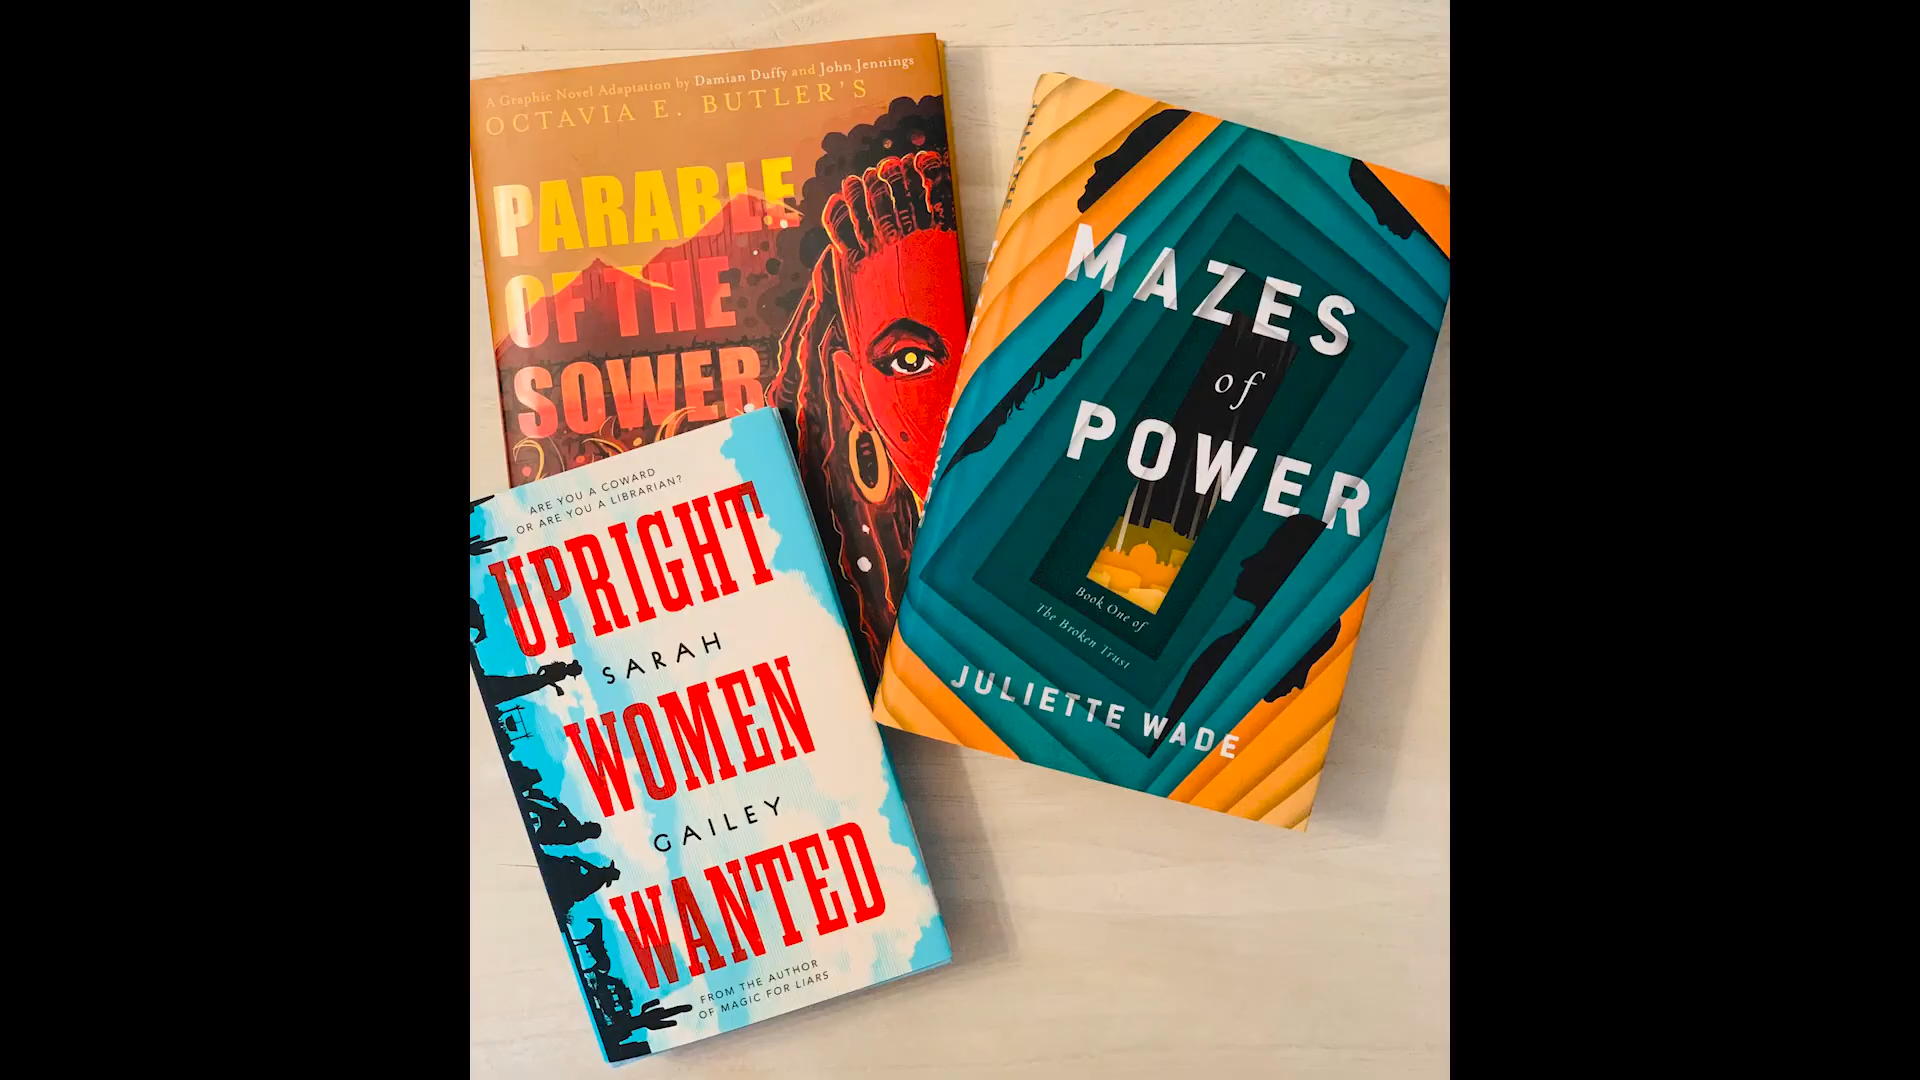 A Graphic Novel Adaptation by Damian Duffy and John Jennings
OCTAVIA E. BUTLER'S
PARABLE
OF THE
SOWER
JULIETTE
MAZES
of
POWER
Book One of
The Broken Trust
JULIETTE WADE
ARE YOU A COWARD
OR ARE YOU A LIBRARIAN?
UPRIGHT
SARAH
WOMEN
GAILEY
WANTED
FROM THE AUTHOR
OF MAGIC FOR LIARS